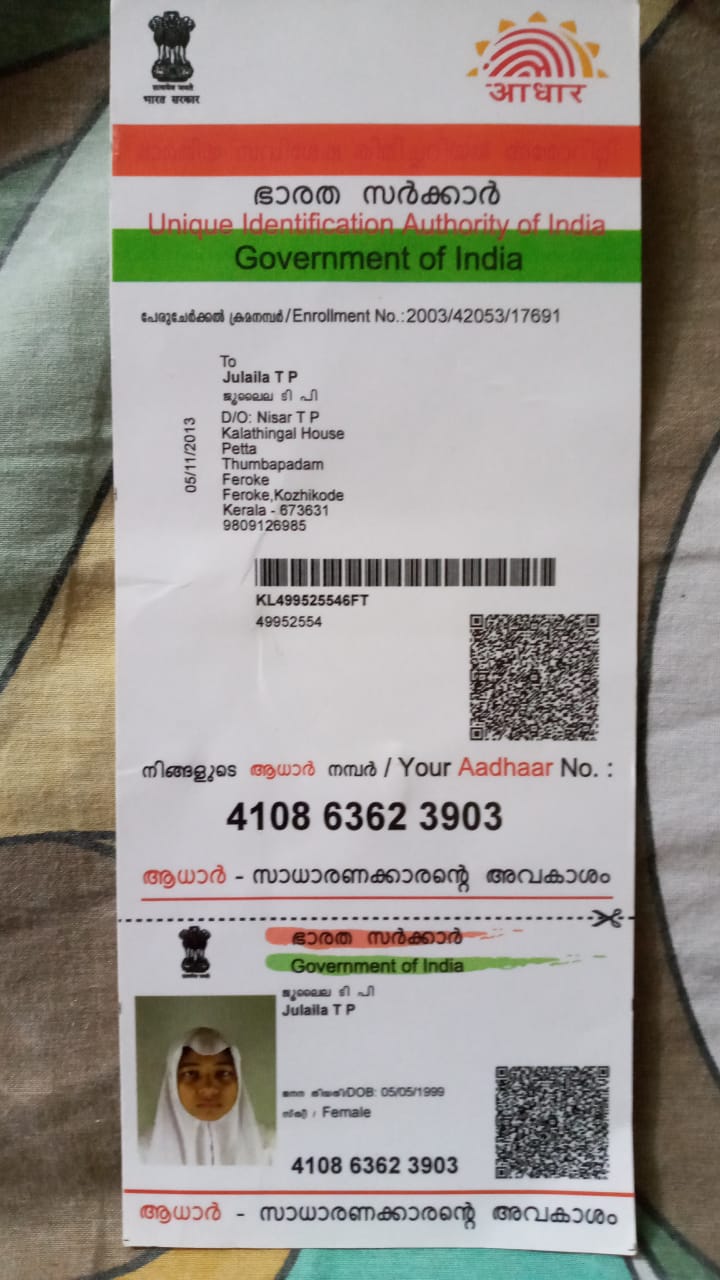 सत्यमेव जयते
भारत सरकार
आधार
ഭാരത സർക്കാർ
Unique Identification Authority of India
Government of India
പേരുചേർക്കൽ ക്രമനമ്പർ/Enrollment No.:2003/42053/17691
To
Julaila T P
ജുലൈല ടി പി
D/O: Nisar T P
Kalathingal House
Petta
Thumbapadam
Feroke
Feroke,Kozhikode
Kerala - 673631
9809126985
05/11/2013
KL499525546FT
49952554
നിങ്ങളുടെ ആധാർ നമ്പർ / Your Aadhaar No. :
4108 6362 3903
ആധാർ - സാധാരണക്കാരന്റെ അവകാശം
ഭാരത സർക്കാർ
Government of India
ജുലൈല ടി പി
Julaila T P
ജനന തിയതി/DOB: 05/05/1999
സ്ത്രീ / Female
4108 6362 3903
ആധാർ - സാധാരണക്കാരന്റെ അവകാശം